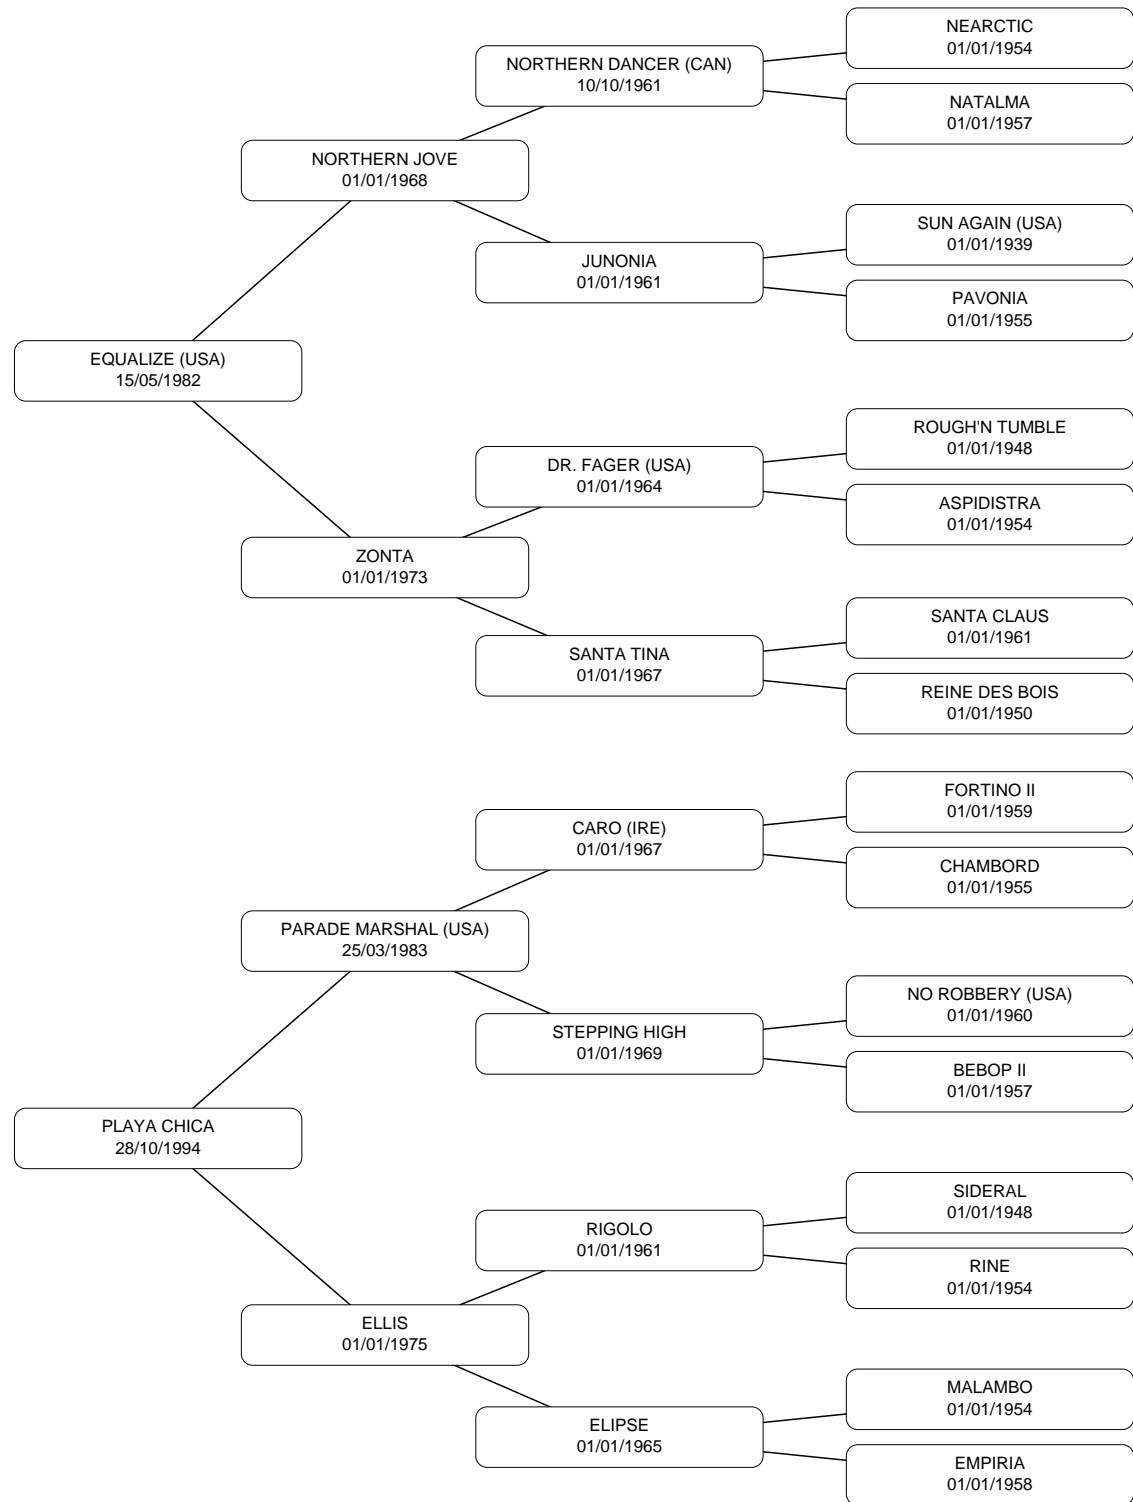 NEARCTIC
01/01/1954
NORTHERN DANCER (CAN)
10/10/1961
NATALMA
01/01/1957
NORTHERN JOVE
01/01/1968
SUN AGAIN (USA)
01/01/1939
JUNONIA
01/01/1961
PAVONIA
01/01/1955
EQUALIZE (USA)
15/05/1982
ROUGH'N TUMBLE
01/01/1948
DR. FAGER (USA)
01/01/1964
ASPIDISTRA
01/01/1954
ZONTA
01/01/1973
SANTA CLAUS
01/01/1961
SANTA TINA
01/01/1967
REINE DES BOIS
01/01/1950
FORTINO II
01/01/1959
CARO (IRE)
01/01/1967
CHAMBORD
01/01/1955
PARADE MARSHAL (USA)
25/03/1983
NO ROBBERY (USA)
01/01/1960
STEPPING HIGH
01/01/1969
BEBOP II
01/01/1957
PLAYA CHICA
28/10/1994
SIDERAL
01/01/1948
RIGOLO
01/01/1961
RINE
01/01/1954
ELLIS
01/01/1975
MALAMBO
01/01/1954
ELIPSE
01/01/1965
EMPIRIA
01/01/1958